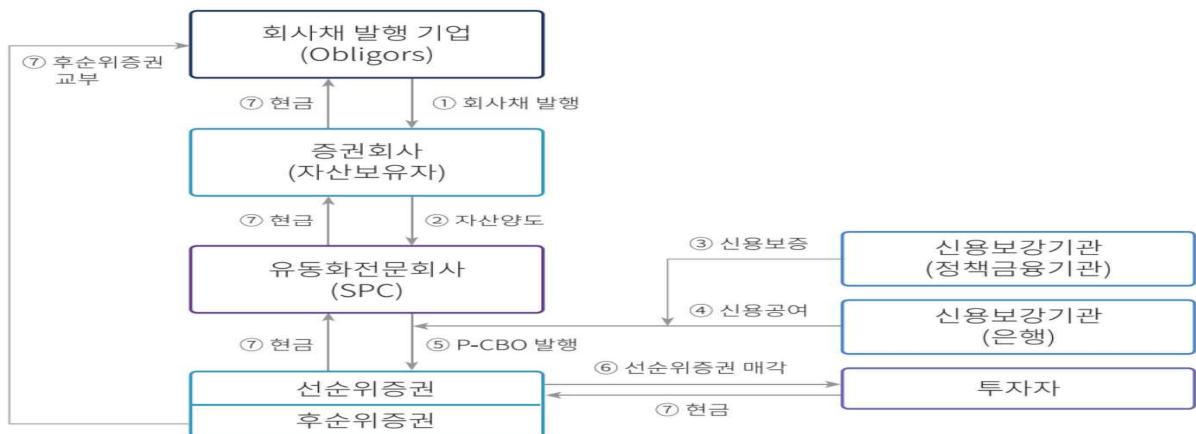 회사채 발행 기업
(Obligors)
⑦ 후순위증권
교부
⑦ 현금
① 회사채 발행
증권회사
(자산보유자)
⑦ 현금
② 자산양도
③ 신용보증
신용보강기관
(정책금융기관)
유동화전문회사
(SPC)
④ 신용공여
신용보강기관
(은행)
⑦ 현금
⑤ P-CBO 발행
⑥ 선순위증권 매각
선순위증권
투자자
⑦ 현금
후순위증권